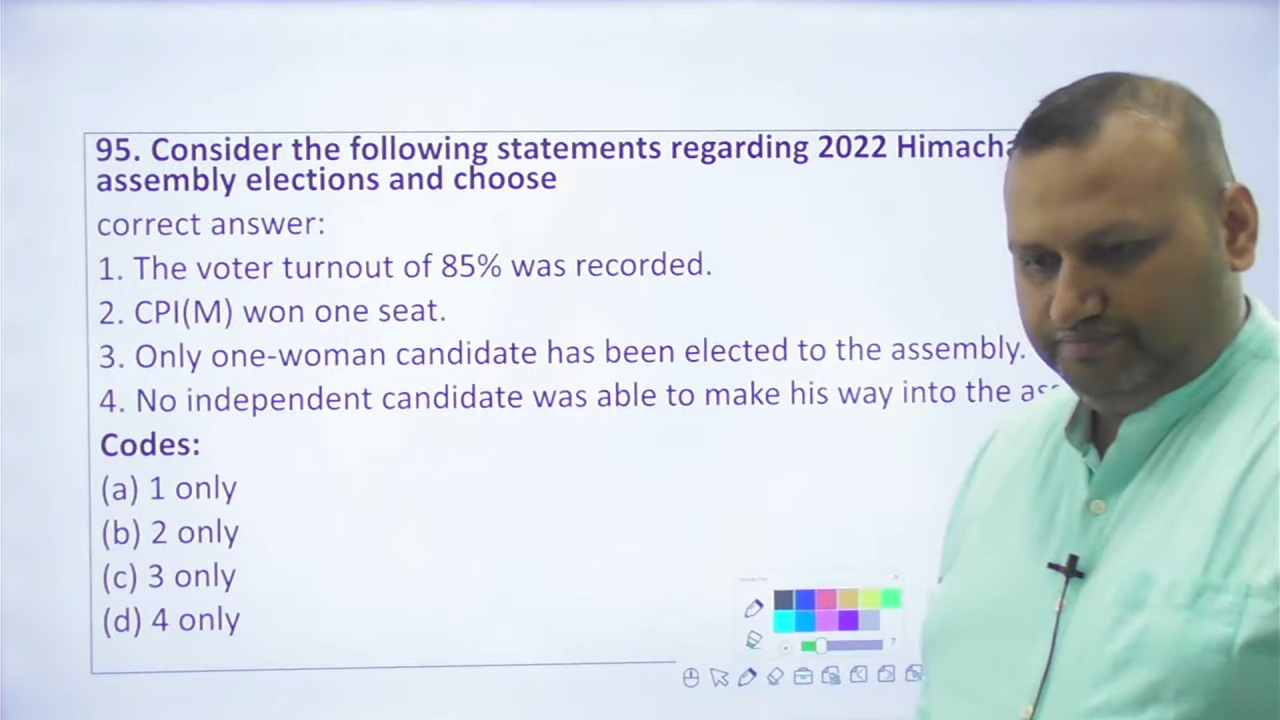 95. Consider the following statements regarding 2022
assembly elections and choose
correct answer:
1. The voter turnout of 85% was recorded.
2. CPI(M) won one seat.
3. Only one-woman candidate has been elected to the assembly.
4. No independent candidate was able to make his way into the
Codes:
(a) 1 only
(b) 2 only
(c) 3 only
(d) 4 only